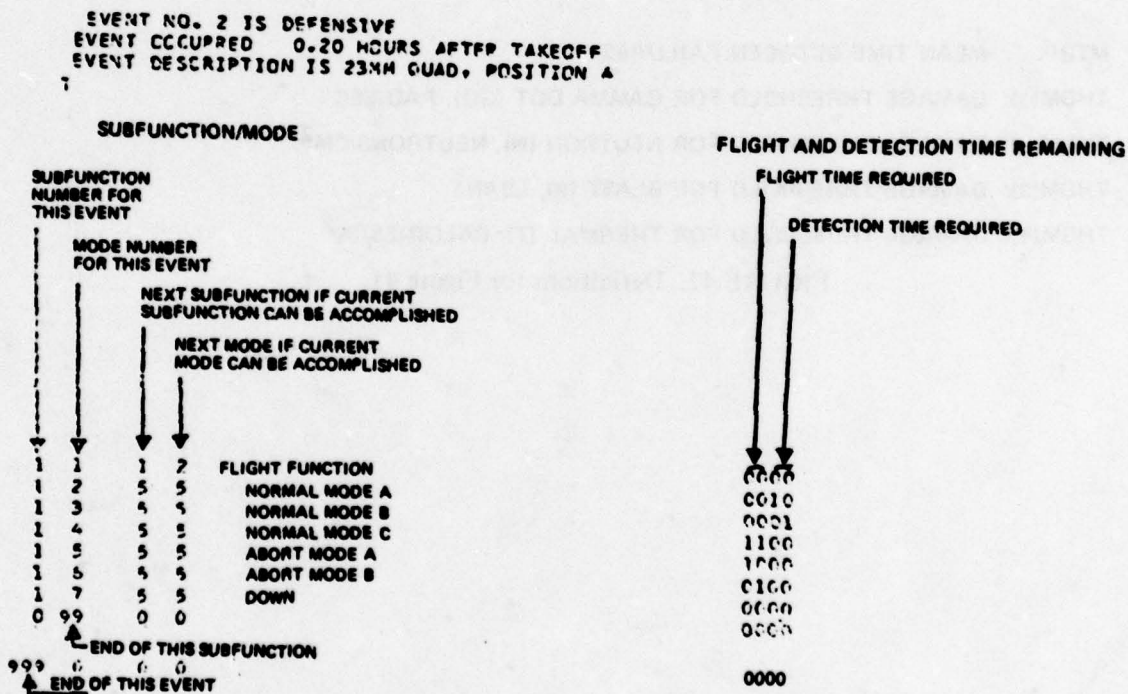 EVENT NO. 2 IS DEFENSIVE
EVENT CCCUPRED 0.20 HOURS AFTFP TAKEOFF
EVENT DESCRIPTION IS 23MM QUAD, POSITION A
SUBFUNCTION/MODE
FLIGHT AND DETECTION TIME REMAINING
SUBFUNCTION
NUMBER FOR
THIS EVENT
FLIGHT TIME REQUIRED
DETECTION TIME REQUIRED
MODE NUMBER
FOR THIS EVENT
NEXT SUBFUNCTION IF CURRENT
SUBFUNCTION CAN BE ACCOMPLISHED
NEXT MODE IF CURRENT
MODE CAN BE ACCOMPLISHED
1 1 1 2 FLIGHT FUNCTION 0000
1 2 5 5 NORMAL MODE A 0010
1 3 5 5 NORMAL MODE B 0001
1 4 5 5 NORMAL MODE C 1100
1 5 5 5 ABORT MODE A 1000
1 6 5 5 ABORT MODE B 0100
1 7 5 5 DOWN 0000
0 99 0 0 0000
END OF THIS SUBFUNCTION
999 0 0 0 0000
END OF THIS EVENT